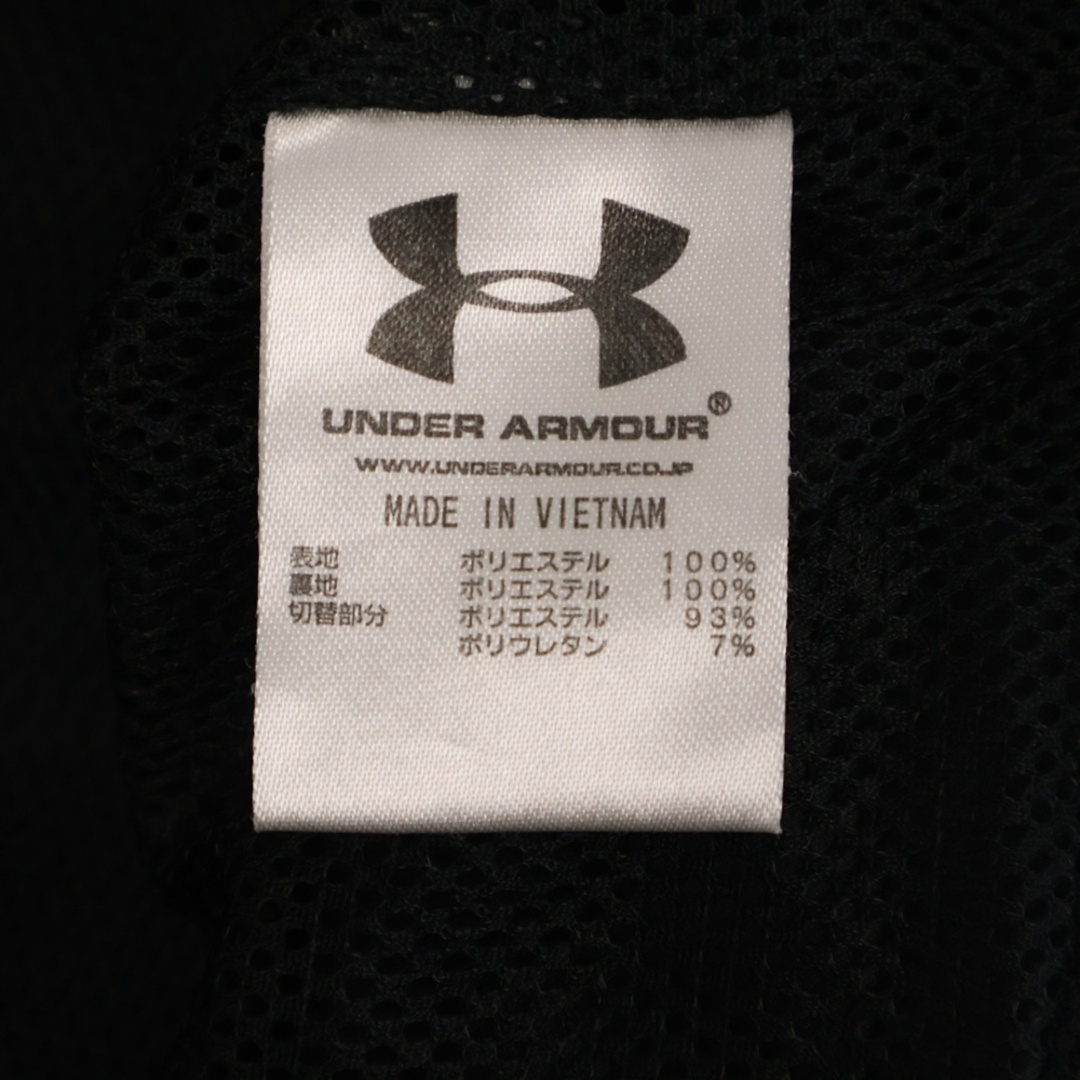 UNDER ARMOUR®
WWW.UNDERARMOUR.CO.JP
MADE IN VIETNAM
表地 ポリエステル 100%
裏地 ポリエステル 100%
切替部分 ポリエステル 93%
ポリウレタン 7%